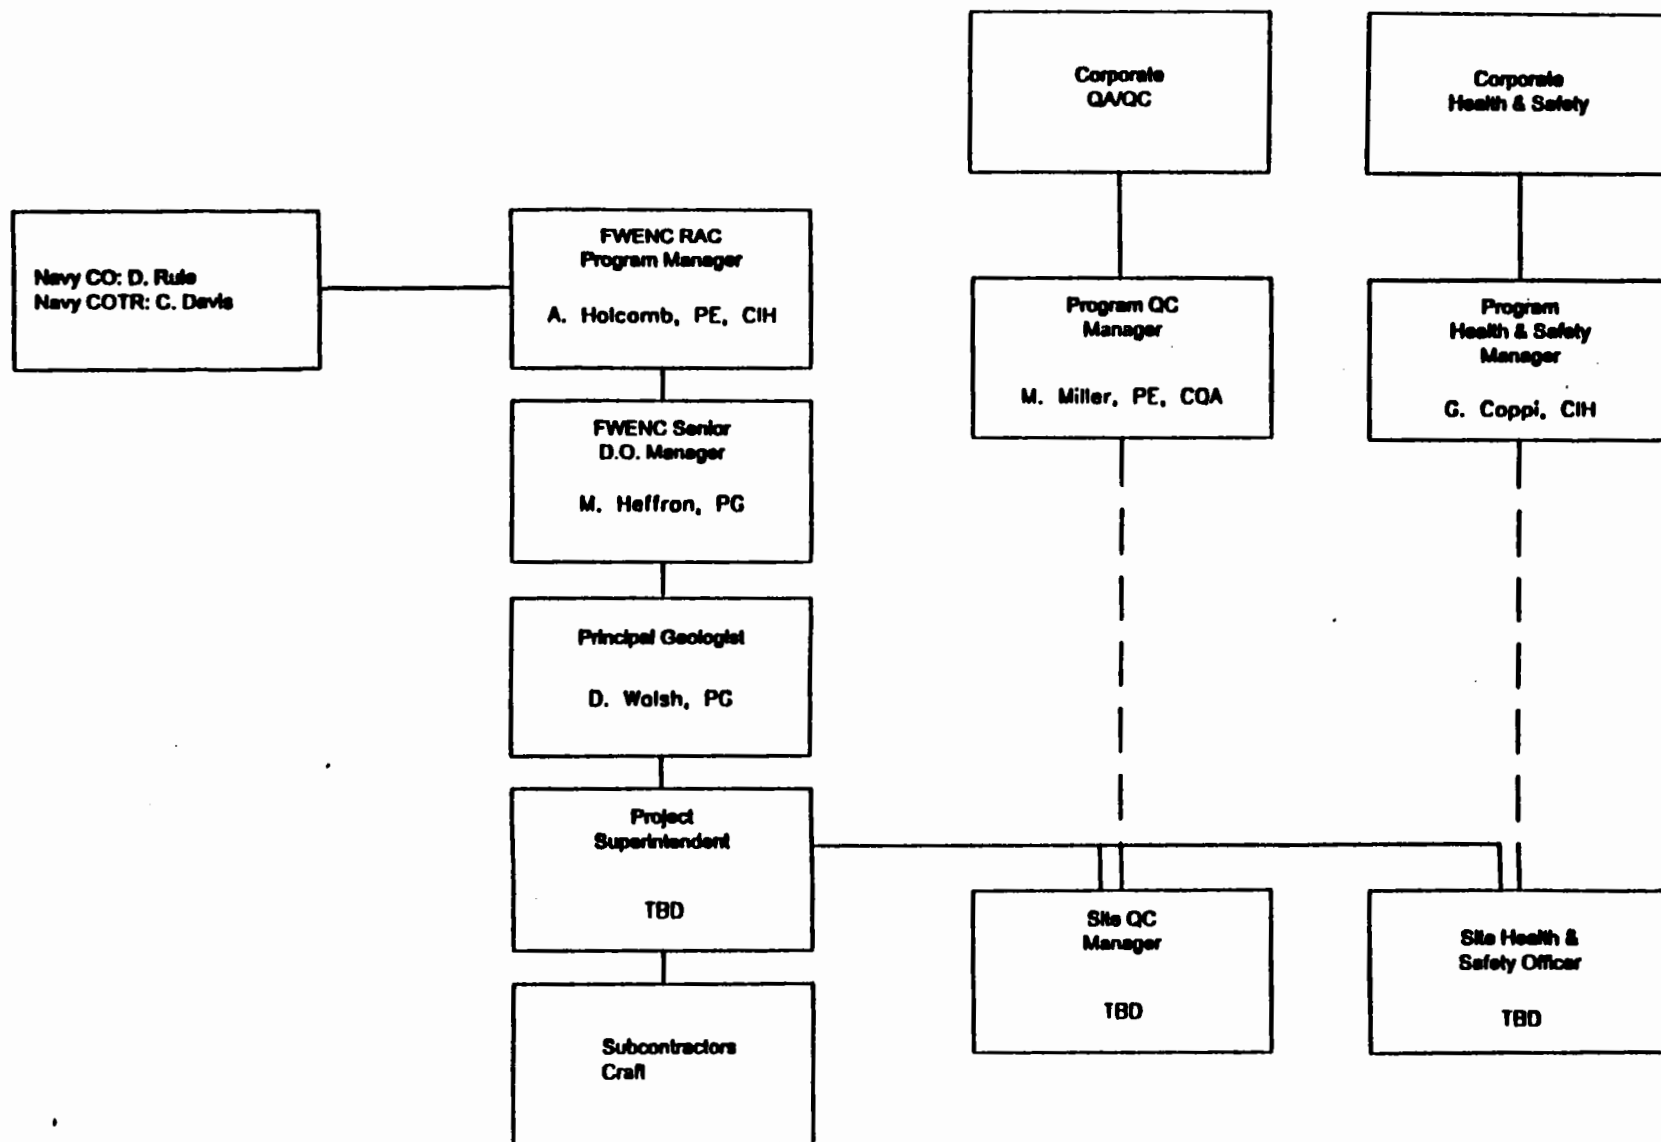 Corporate
QA/QC
Corporate
Health & Safety
Navy CO: D. Rule
Navy COTR: C. Davis
FWENC RAC
Program Manager
A. Holcomb, PE, CIH
Program QC
Manager
M. Miller, PE, CQA
Program
Health & Safety
Manager
G. Coppi, CIH
FWENC Senior
D.O. Manager
M. Heffron, PG
Principal Geologist
D. Walsh, PG
Project
Superintendent
TBD
Site QC
Manager
TBD
Site Health &
Safety Officer
TBD
Subcontractors
Craft